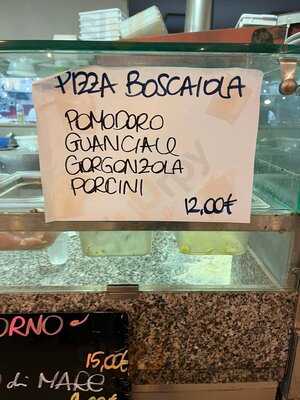 PIZZA BOSCAIOLA
POMODORO
GUANCIALE
GORGONZOLA
PORCINI
12,00€
ORNO
15,00€
di MARE